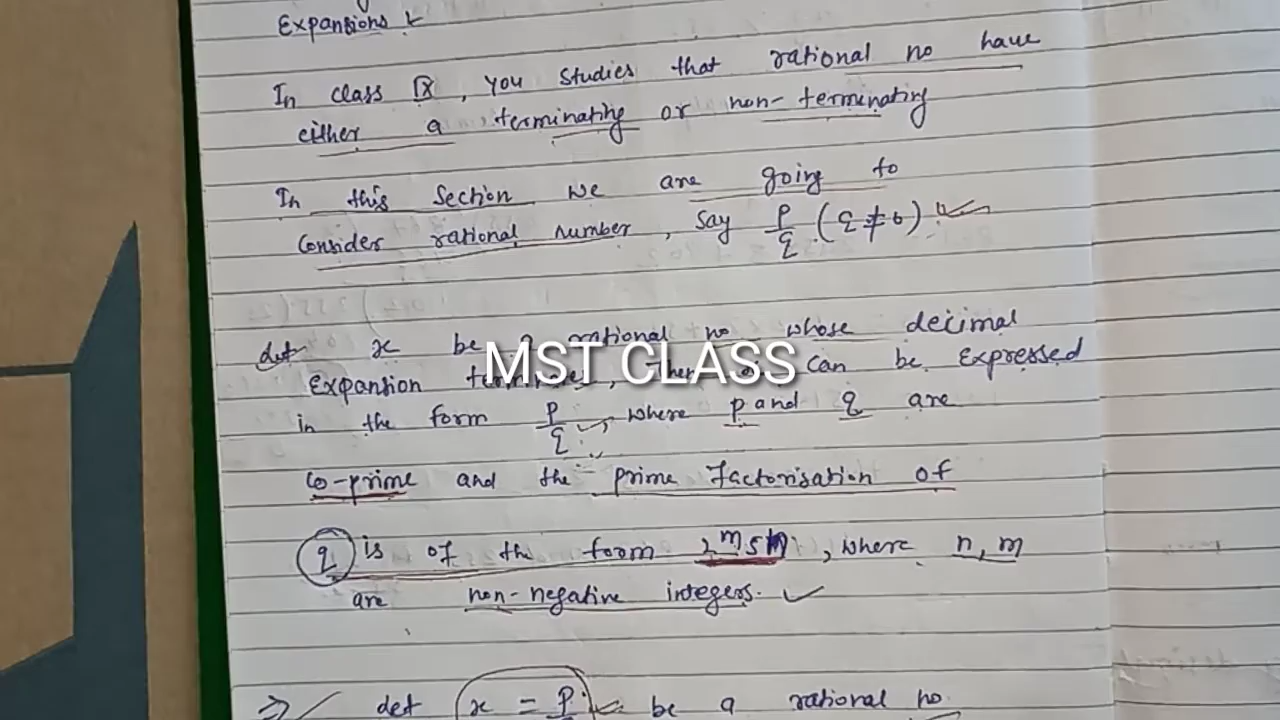 Expansions
In class IX, you studies that rational no have
either a terminating or non-terminating
In this Section we are going to
Consider rational number, Say P/q (q ≠ 0)
Let x be a rational no whose decimal
MST CLASS
Expansion can be Expressed
in the form P/q, where p and q are
co-prime and the prime factorisation of
q is of the form 2^m 5^n, where n, m
are non-negative integers.
⇒ Let x = P be a rational no.